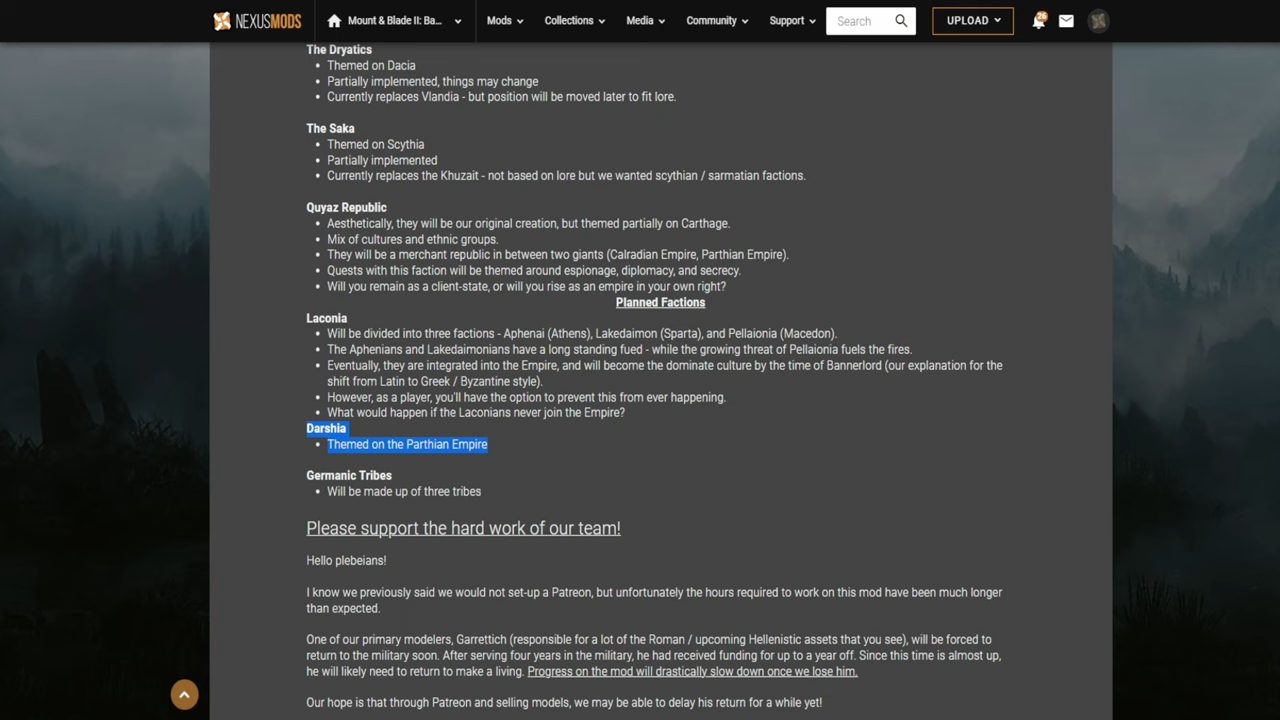 NEXUSMODS
Mount & Blade II: Ba...
Mods
Collections
Media
Community
Support
Search
UPLOAD
26
The Dryatics
• Themed on Dacia
• Partially implemented, things may change
• Currently replaces Vlandia - but position will be moved later to fit lore.
The Saka
• Themed on Scythia
• Partially implemented
• Currently replaces the Khuzait - not based on lore but we wanted scythian / sarmatian factions.
Quyaz Republic
• Aesthetically, they will be our original creation, but themed partially on Carthage.
• Mix of cultures and ethnic groups.
• They will be a merchant republic in between two giants (Calradian Empire, Parthian Empire).
• Quests with this faction will be themed around espionage, diplomacy, and secrecy.
• Will you remain as a client-state, or will you rise as an empire in your own right?
Planned Factions
Laconia
• Will be divided into three factions - Aphenai (Athens), Lakedaimon (Sparta), and Pellaionia (Macedon).
• The Aphenians and Lakedaimonians have a long standing fued - while the growing threat of Pellaionia fuels the fires.
• Eventually, they are integrated into the Empire, and will become the dominate culture by the time of Bannerlord (our explanation for the
shift from Latin to Greek / Byzantine style).
• However, as a player, you'll have the option to prevent this from ever happening.
• What would happen if the Laconians never join the Empire?
Darshia
• Themed on the Parthian Empire
Germanic Tribes
• Will be made up of three tribes
Please support the hard work of our team!
Hello plebeians!
I know we previously said we would not set-up a Patreon, but unfortunately the hours required to work on this mod have been much longer
than expected.
One of our primary modelers, Garrettich (responsible for a lot of the Roman / upcoming Hellenistic assets that you see), will be forced to
return to the military soon. After serving four years in the military, he had received funding for up to a year off. Since this time is almost up,
he will likely need to return to make a living. Progress on the mod will drastically slow down once we lose him.
Our hope is that through Patreon and selling models, we may be able to delay his return for a while yet!